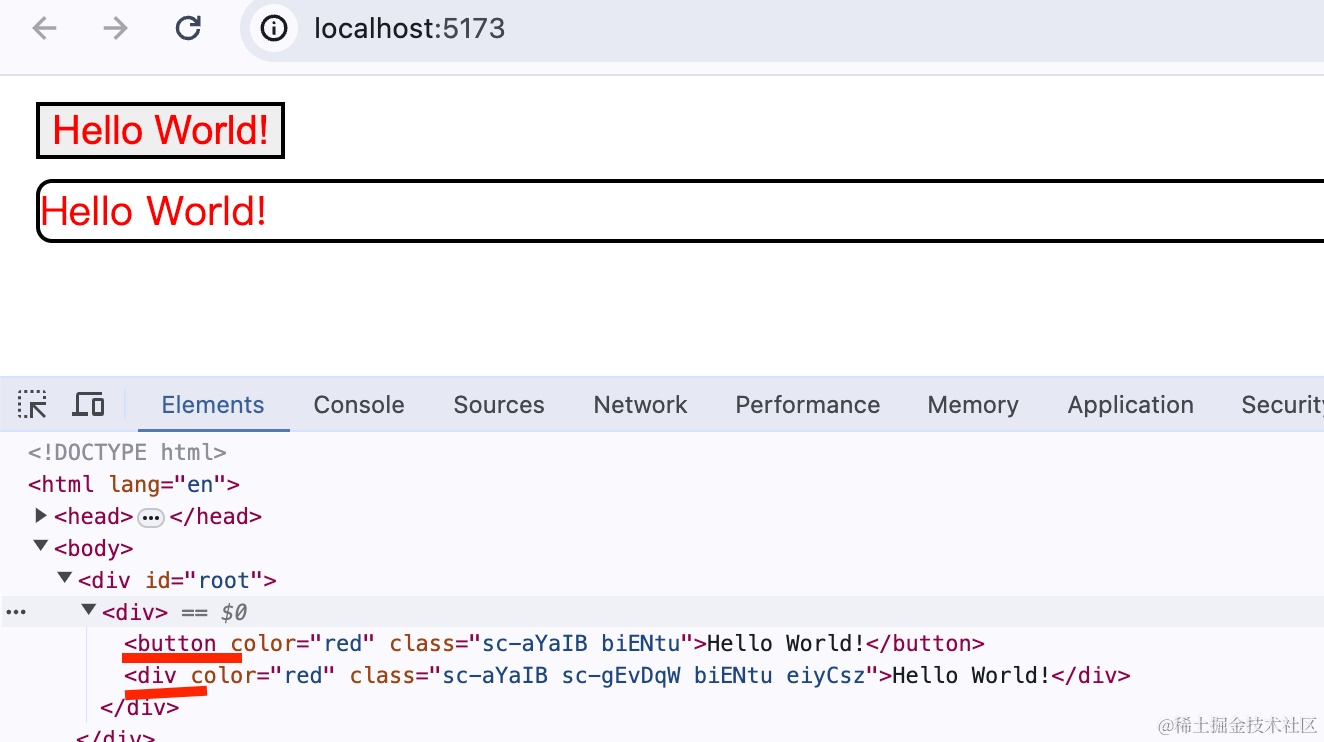 localhost:5173
Hello World!
Hello World!
Elements Console Sources Network Performance Memory Application Security
<!DOCTYPE html>
<html lang="en">
<head> ••• </head>
<body>
<div id="root">
••• <div> == $0
<button color="red" class="sc-aYaIB biENtu">Hello World!</button>
<div color="red" class="sc-aYaIB sc-gEvDqW biENtu eiyCsz">Hello World!</div>
</div>
</div>
@稀土掘金技术社区